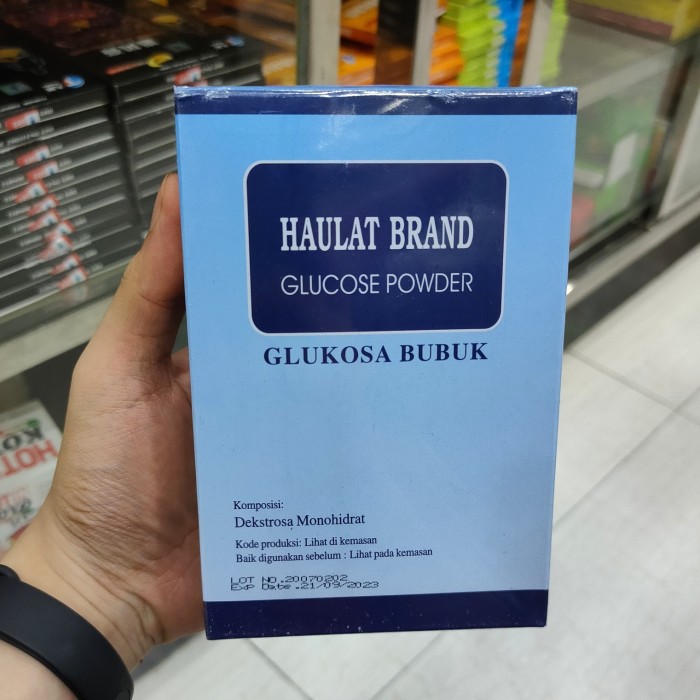 HAULAT BRAND
GLUCOSE POWDER
GLUKOSA BUBUK
Komposisi:
Dekstrosa Monohidrat
Kode produksi: Lihat di kemasan
Baik digunakan sebelum : Lihat pada kemasan
LOT NO.20070202
EXP Date.21/09/2023
HOT